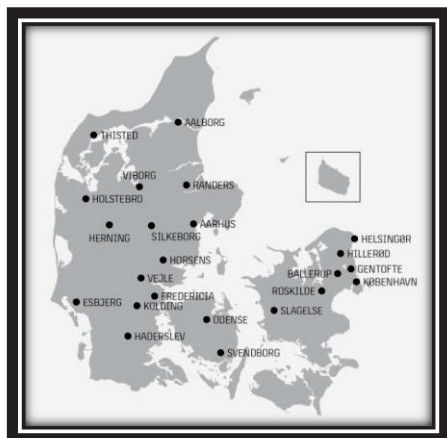 AALBORG
THISTED
VIBORG
RANDERS
HOLSTEBRO
HERNING
SILKEBORG
AARHUS
HELSINGØR
HILLERØD
GENTOFTE
BALLERUP
KØBENHAVN
HORSENS
VEJLE
ROSKILDE
FREDERICIA
ESBJERG
KOLDING
SLAGELSE
ODENSE
HADERSLEV
SVENDBORG